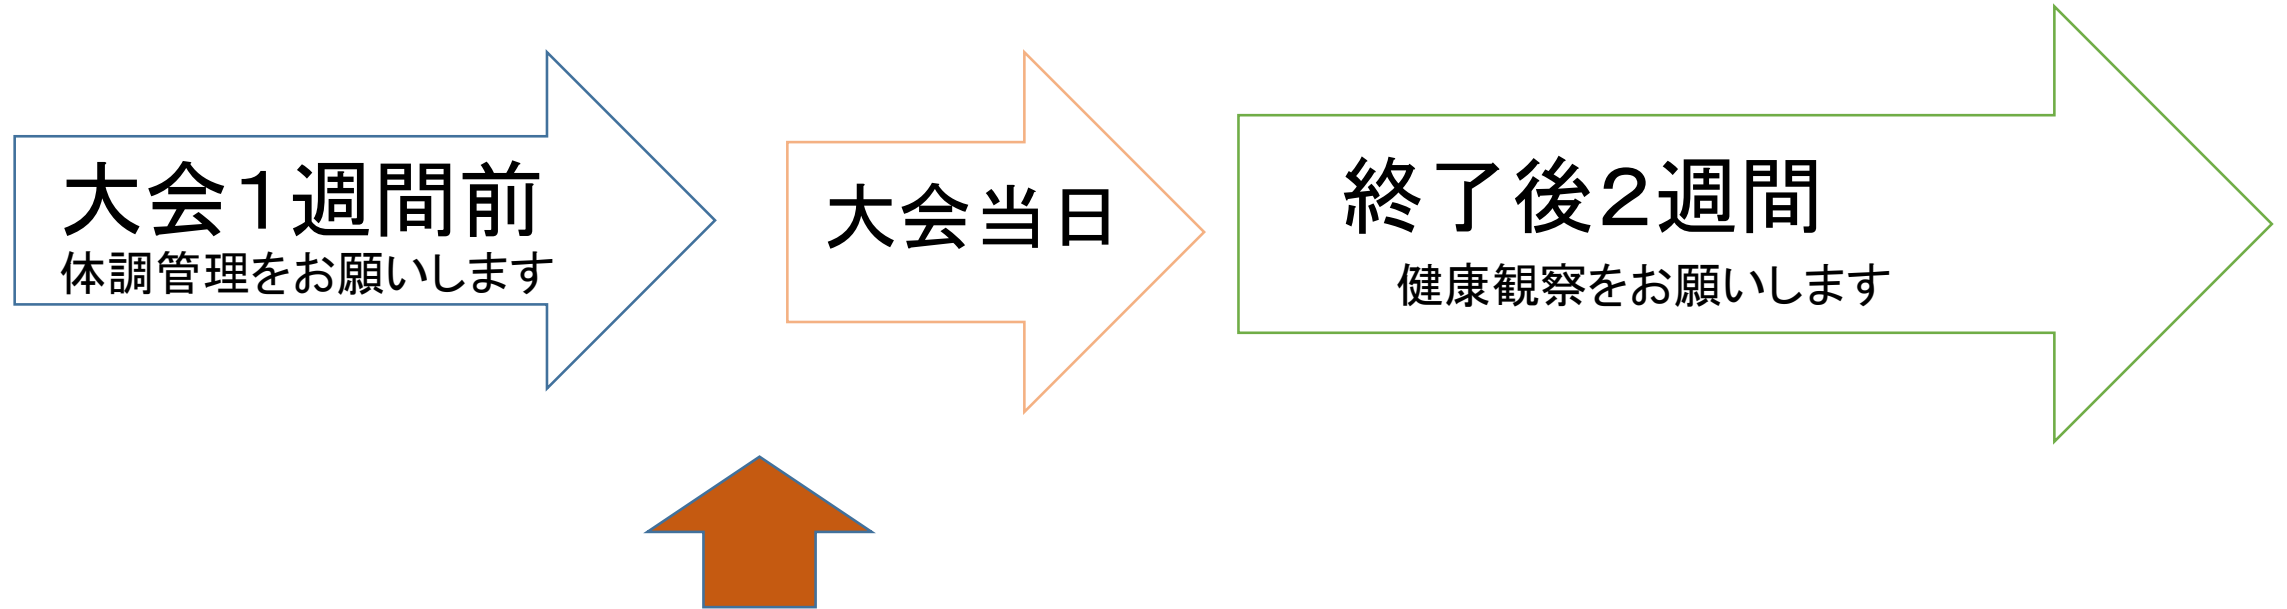 大会１週間前
体調管理をお願いします
大会当日
終了後２週間
健康観察をお願いします